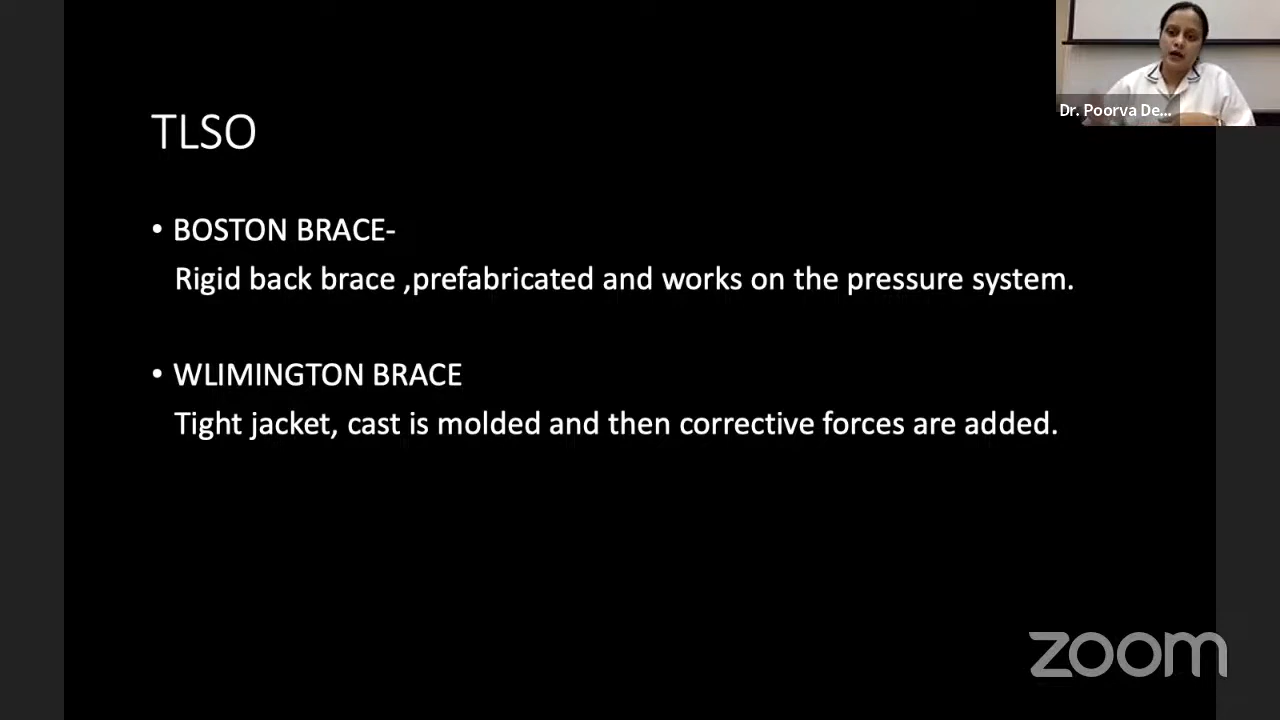 Dr. Poorva De...
TLSO
• BOSTON BRACE-
Rigid back brace ,prefabricated and works on the pressure system.
• WLIMINGTON BRACE
Tight jacket, cast is molded and then corrective forces are added.
zoom